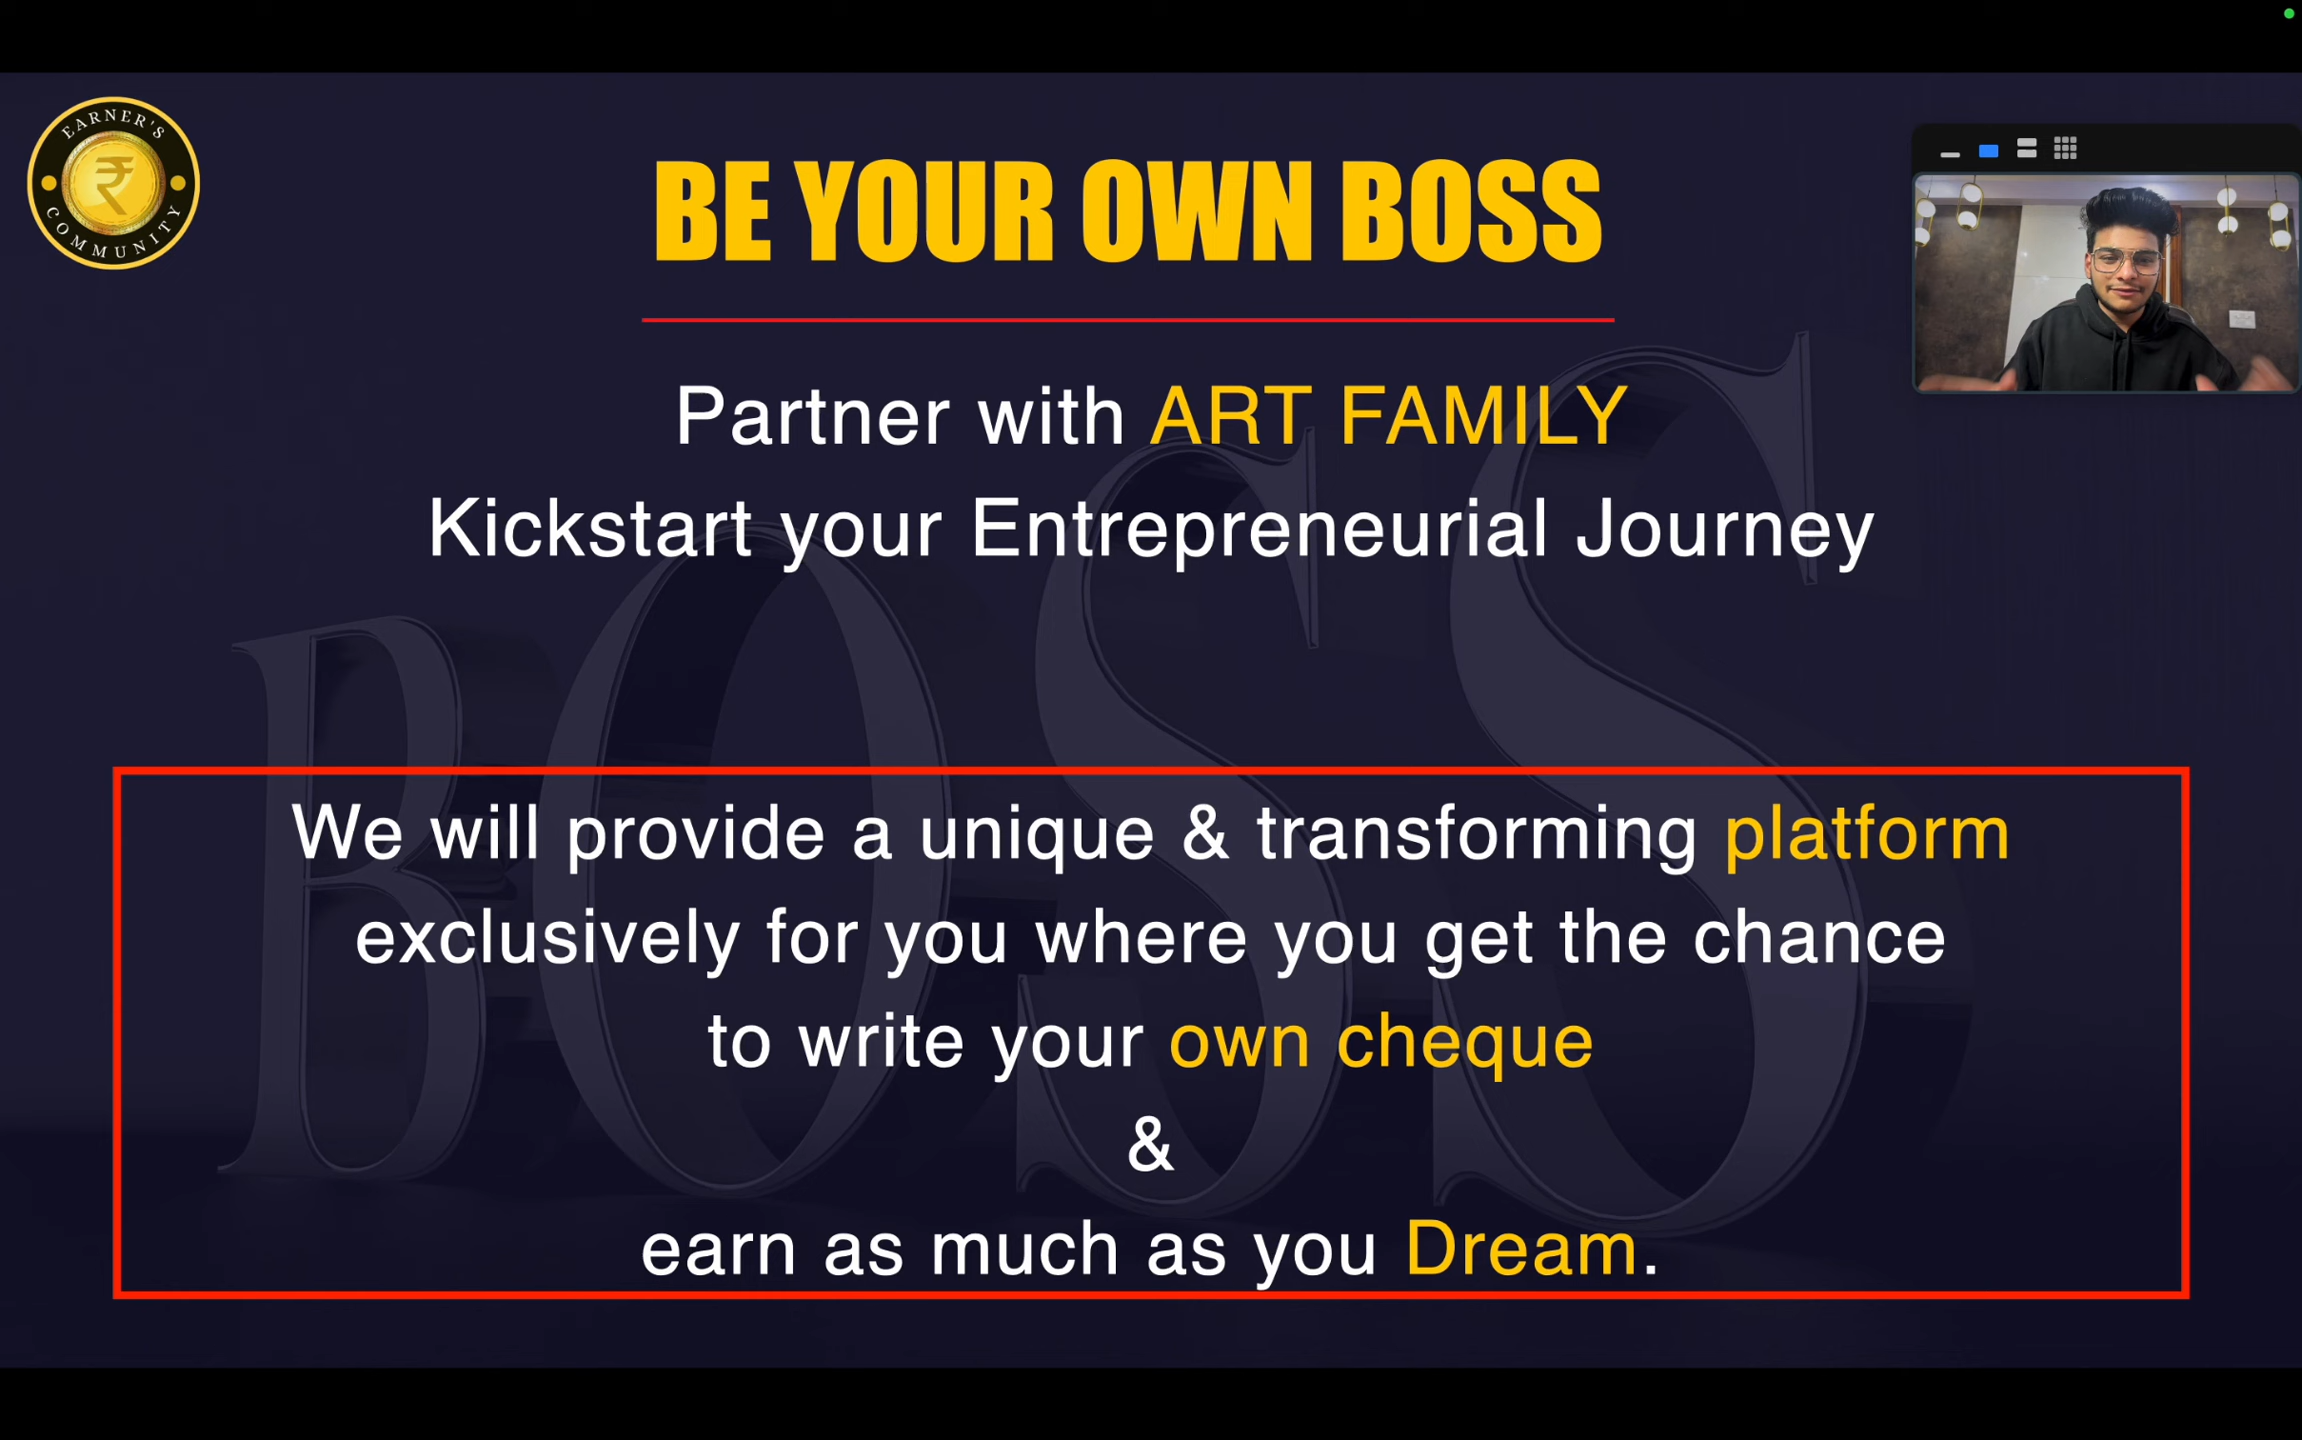 EARNER'S
COMMUNITY
BE YOUR OWN BOSS
Partner with ART FAMILY
Kickstart your Entrepreneurial Journey
BOSS
We will provide a unique & transforming platform
exclusively for you where you get the chance
to write your own cheque
&
earn as much as you Dream.